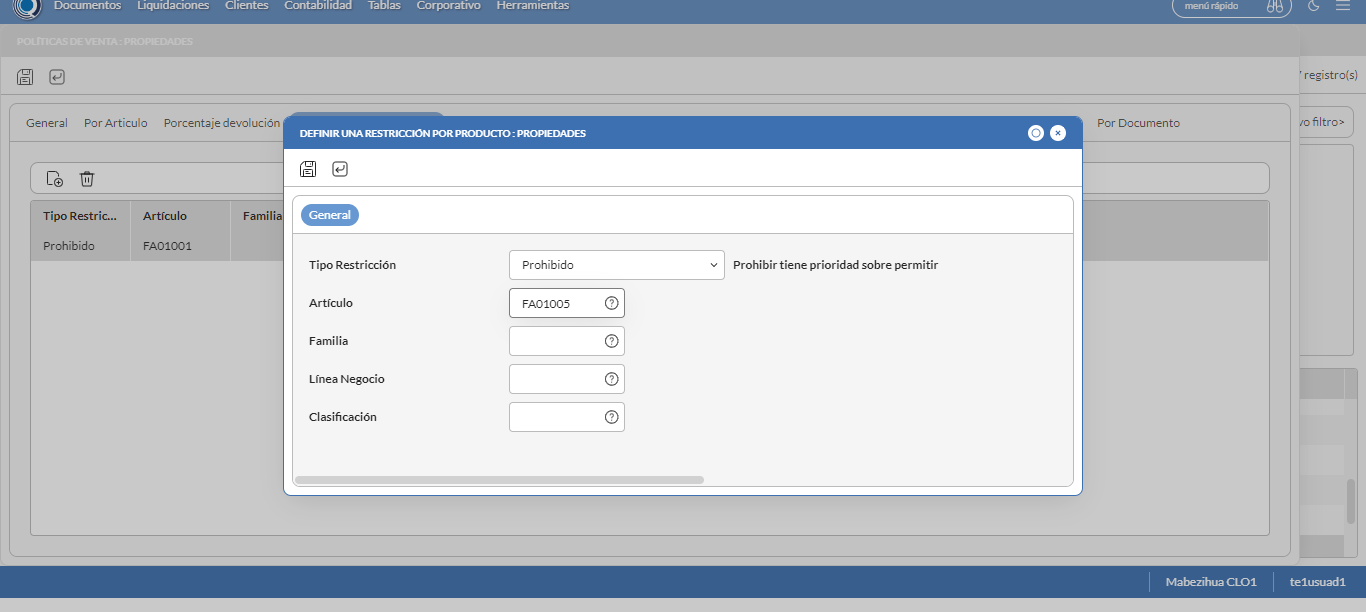 Documentos Liquidaciones Clientes Contabilidad Tablas Corporativo Herramientas menú rápido
POLÍTICAS DE VENTA : PROPIEDADES
registro(s)
General Por Articulo Porcentaje devolución Por Documento vo filtro>
DEFINIR UNA RESTRICCIÓN POR PRODUCTO : PROPIEDADES
Tipo Restric... Artículo Familia
Prohibido FA01001
General
Tipo Restricción Prohibido Prohibir tiene prioridad sobre permitir
Artículo FA01005
Familia
Línea Negocio
Clasificación
Mabezihua CLO1 te1usuad1